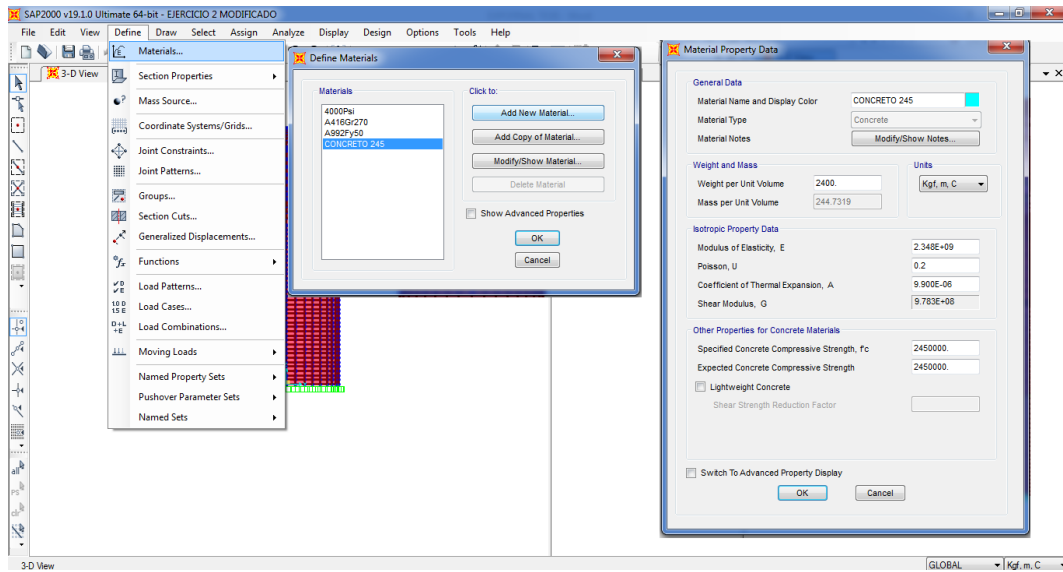 SAP2000 v19.1.0 Ultimate 64-bit - EJERCICIO 2 MODIFICADO
File Edit View Define Draw Select Assign Analyze Display Design Options Tools Help
3-D View
Materials...
Section Properties
Mass Source...
Coordinate Systems/Grids...
Joint Constraints...
Joint Patterns...
Groups...
Section Cuts...
Generalized Displacements...
Functions
Load Patterns...
Load Cases...
Load Combinations...
Moving Loads
Named Property Sets
Pushover Parameter Sets
Named Sets
all
PS
clr
Define Materials
Materials
4000Psi
A416Gr270
A992Fy50
CONCRETO 245
Click to:
Add New Material...
Add Copy of Material...
Modify/Show Material...
Delete Material
Show Advanced Properties
OK
Cancel
Material Property Data
General Data
Material Name and Display Color CONCRETO 245
Material Type Concrete
Material Notes Modify/Show Notes...
Weight and Mass
Weight per Unit Volume 2400.
Mass per Unit Volume 244.7319
Units
Kgf, m, C
Isotropic Property Data
Modulus of Elasticity, E 2.348E+09
Poisson, U 0.2
Coefficient of Thermal Expansion, A 9.900E-06
Shear Modulus, G 9.783E+08
Other Properties for Concrete Materials
Specified Concrete Compressive Strength, f'c 2450000.
Expected Concrete Compressive Strength 2450000.
Lightweight Concrete
Shear Strength Reduction Factor
Switch To Advanced Property Display
OK Cancel
3-D View
GLOBAL Kgf, m, C